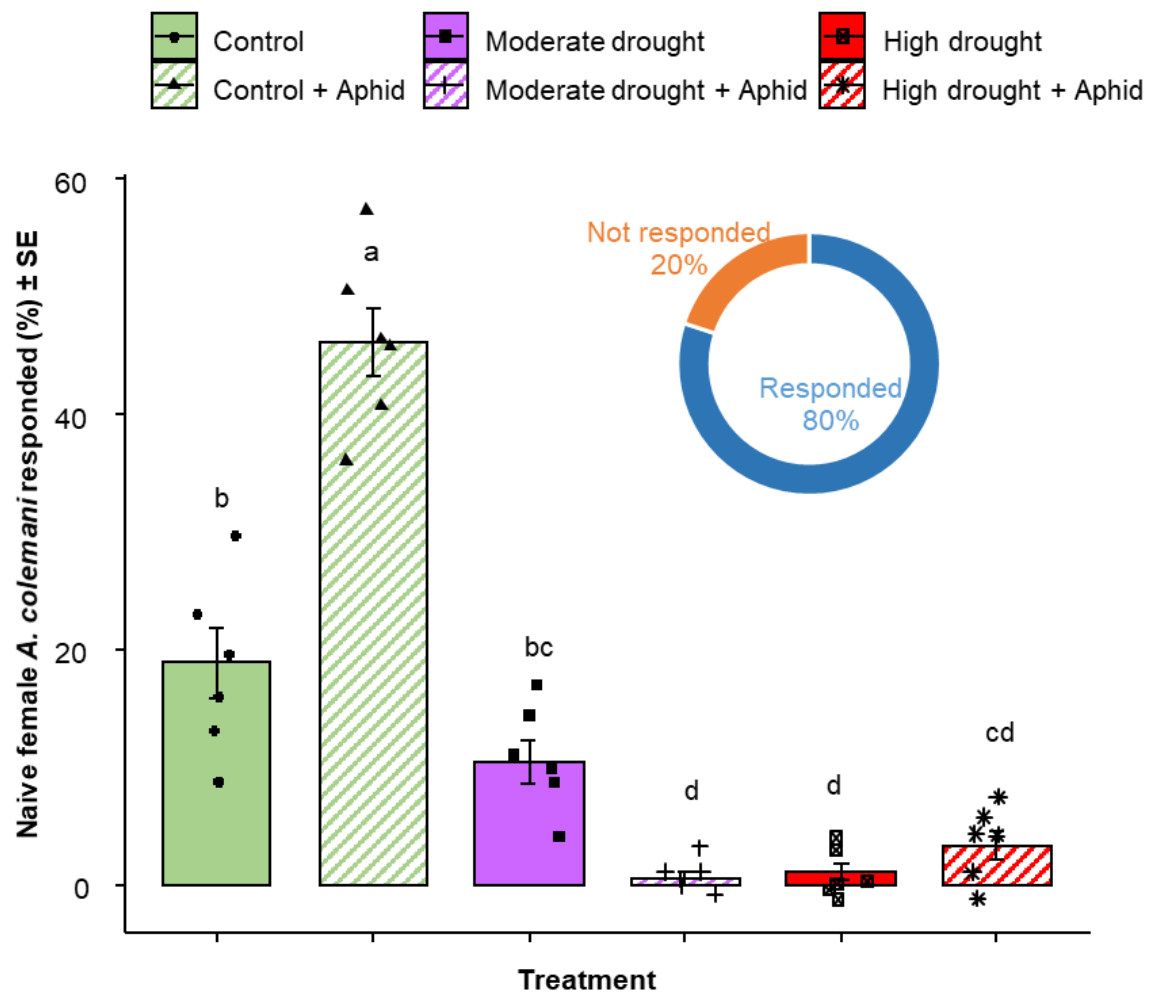 Control
Moderate drought
High drought
Control + Aphid
Moderate drought + Aphid
High drought + Aphid
Naive female A. colemani responded (%) ± SE
60
40
20
0
a
b
bc
d
d
cd
Not responded
20%
Responded
80%
Treatment